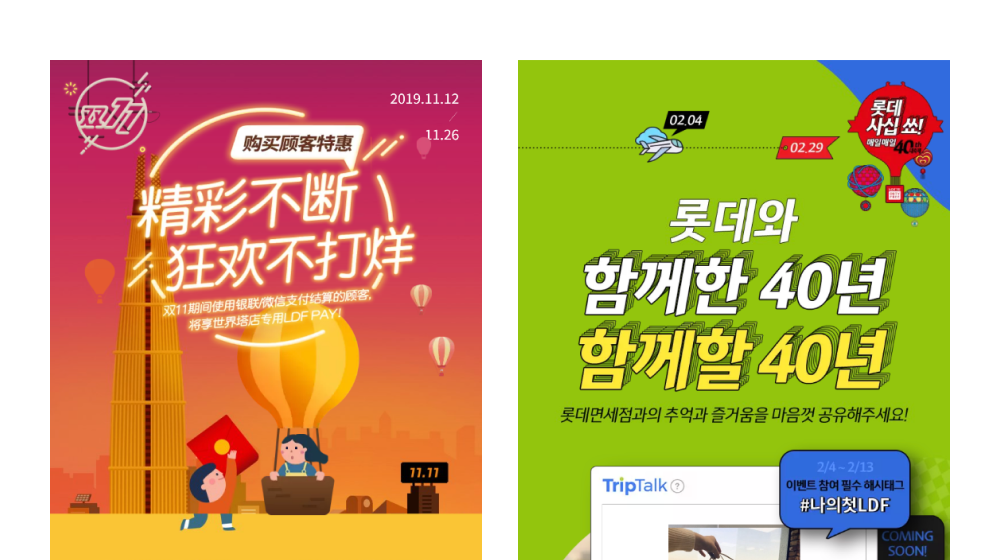 双11
2019.11.12
11.26
购买顾客特惠
精彩不断
狂欢不打烊
双11期间使用银联/微信支付结算的顾客,
将享世界塔店专用LDF PAY!
11.11
02.04
02.29
롯데
사십 쑈!
매일매일 40년
롯데와
함께한 40년
함께할 40년
롯데면세점과의 추억과 즐거움을 마음껏 공유해주세요!
TripTalk ?
2/4 ~ 2/13
이벤트 참여 필수 해시태그
#나의첫LDF
COMING
SOON!